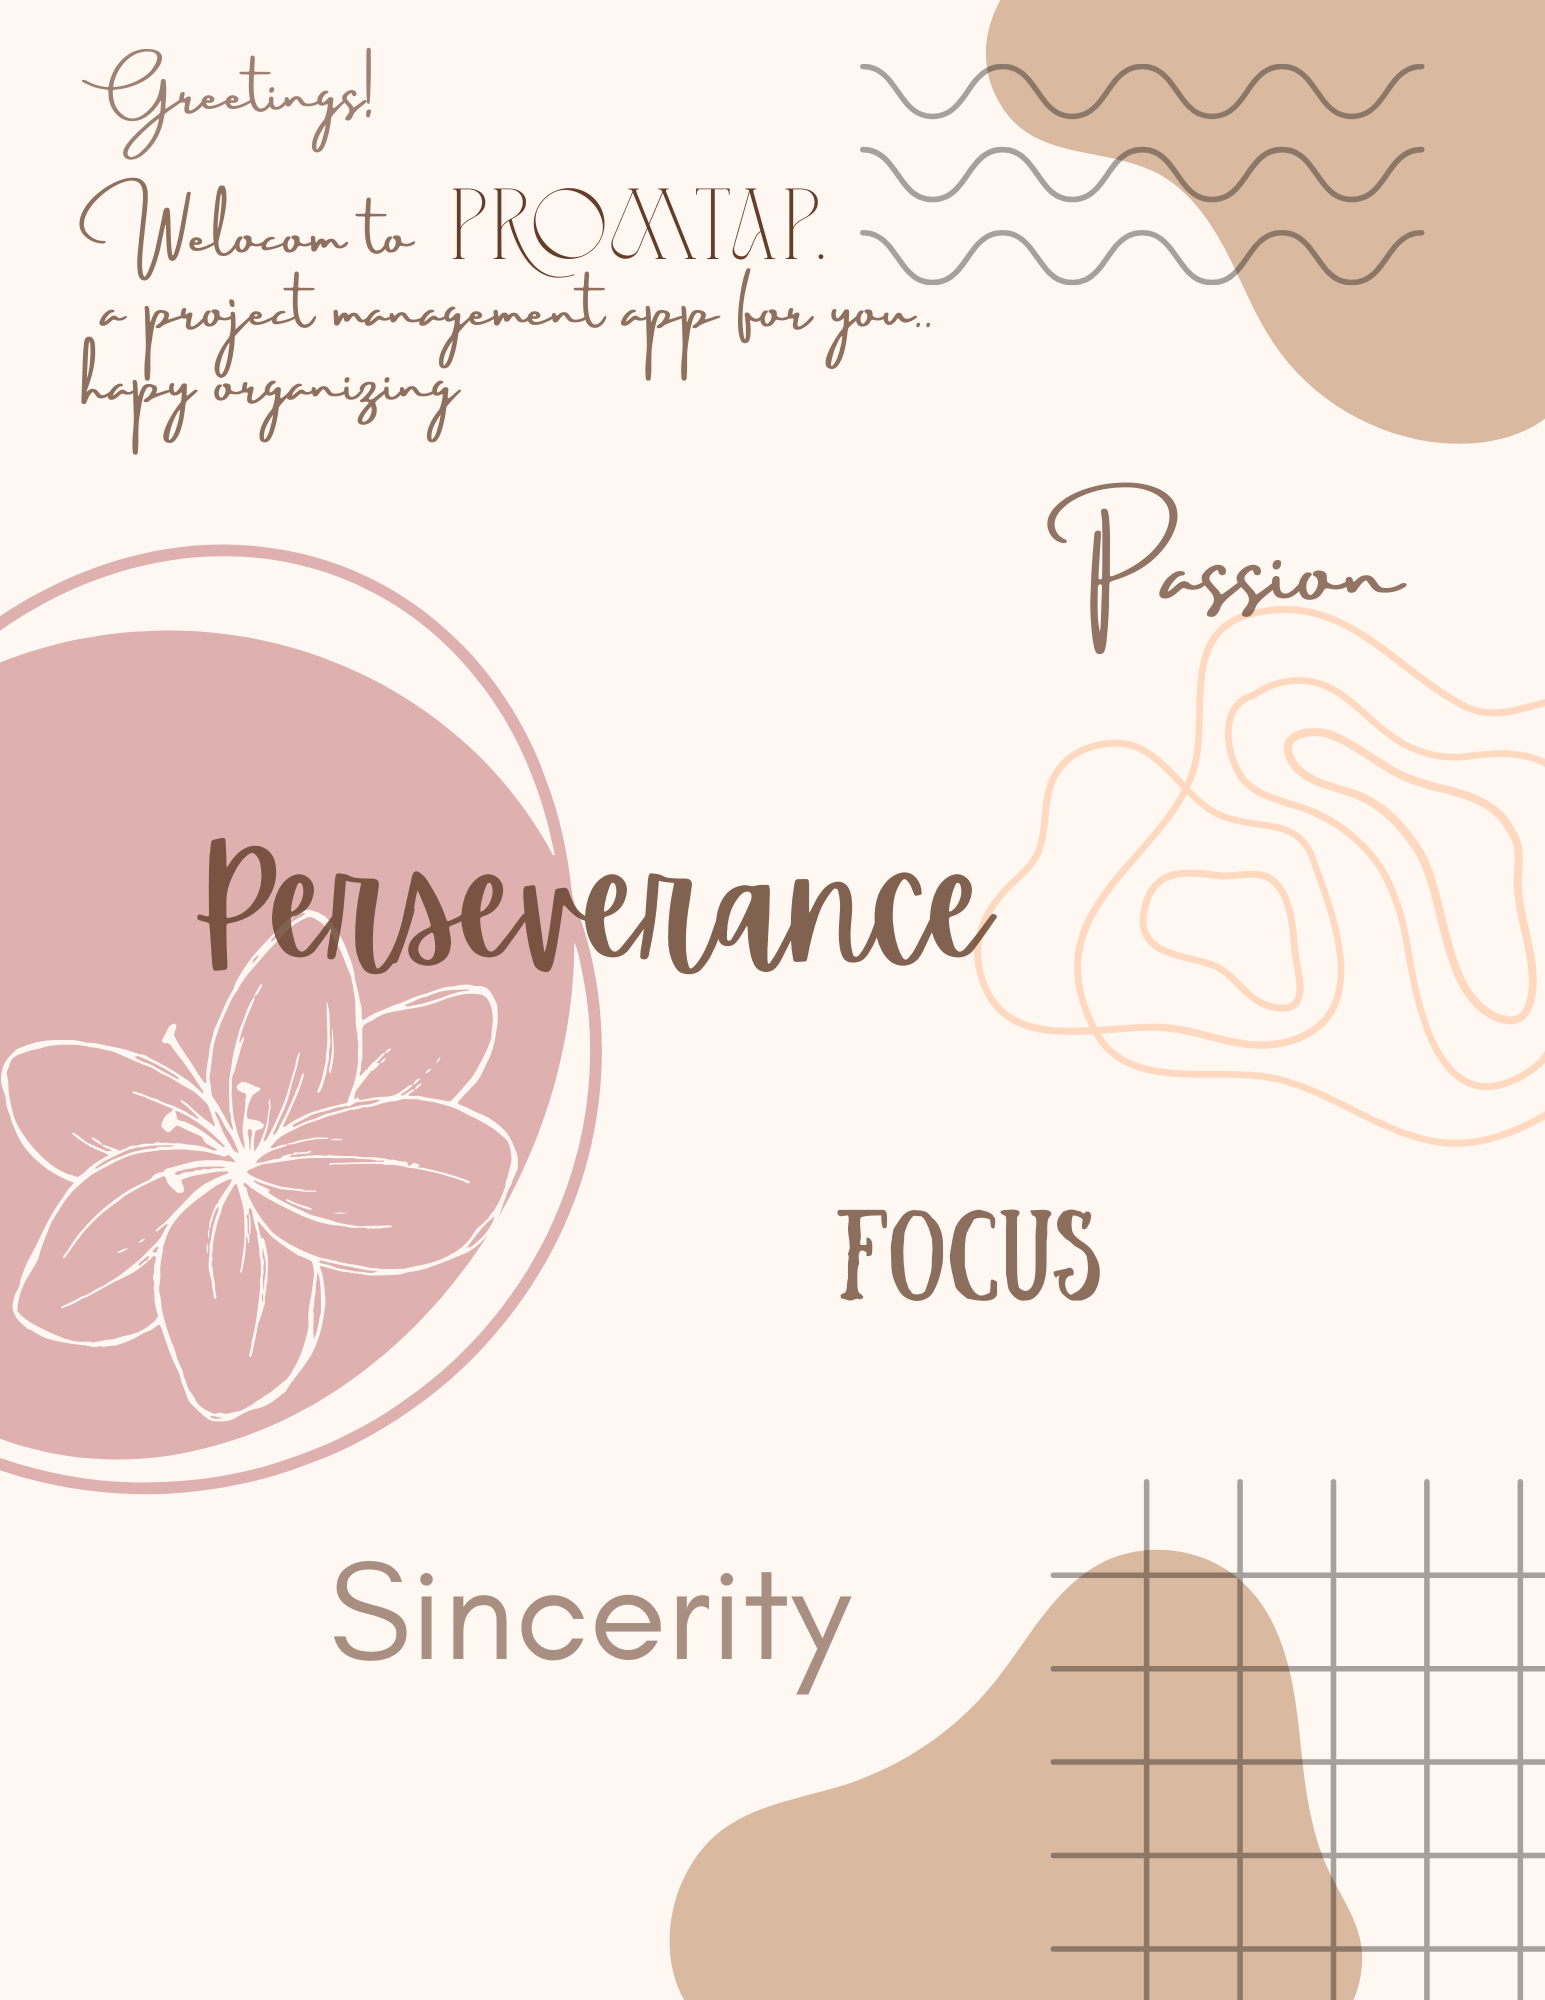 Greetings!
Welocom to PROMTAP.
a project management app for you..
hapy organizing
Passion
Perseverance
FOCUS
Sincerity